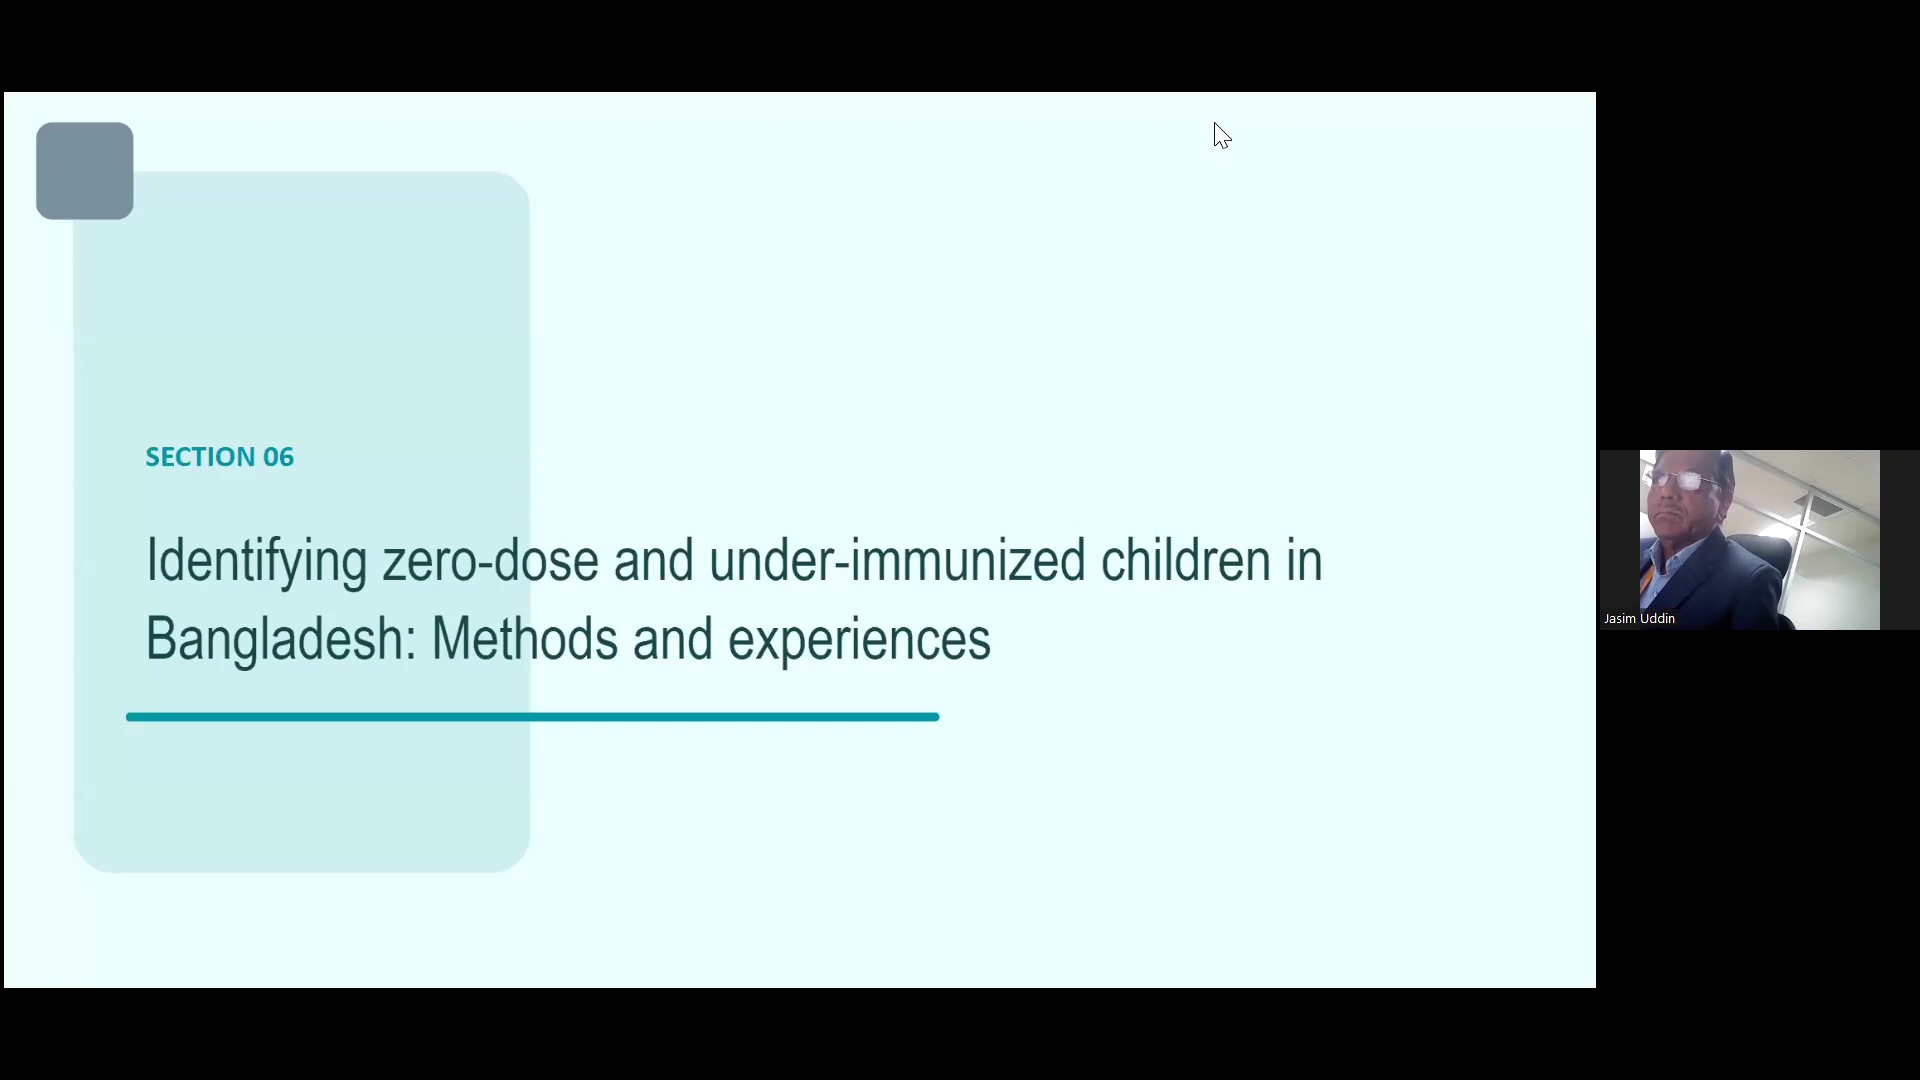 SECTION 06
Identifying zero-dose and under-immunized children in
Bangladesh: Methods and experiences
Jasim Uddin